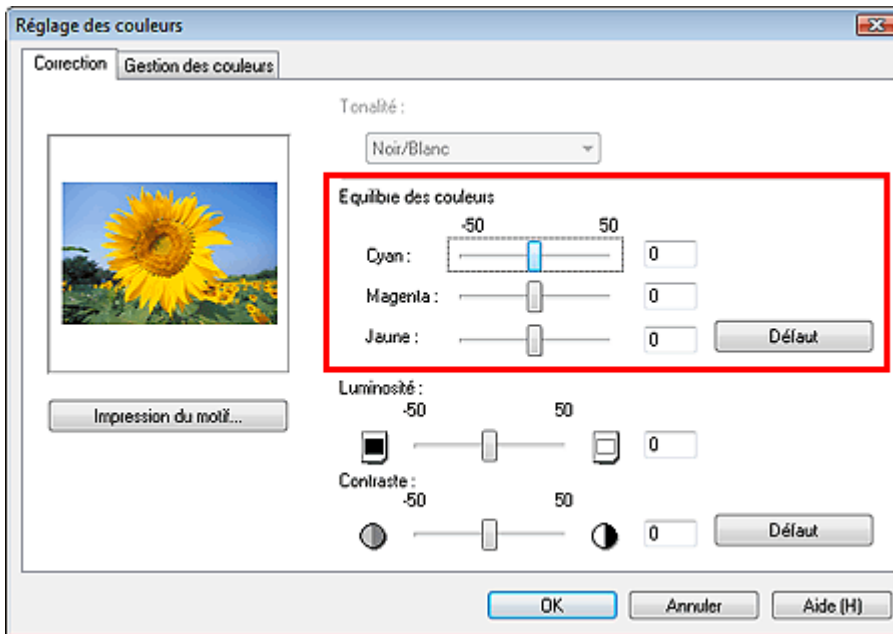 Réglage des couleurs
Correction
Gestion des couleurs
Tonalité :
Noir/Blanc
Equilibre des couleurs
-50 50
Cyan : 0
Magenta : 0
Jaune : 0 Défaut
Luminosité :
-50 50
0
Contraste :
-50 50
0 Défaut
Impression du motif...
OK Annuler Aide (H)